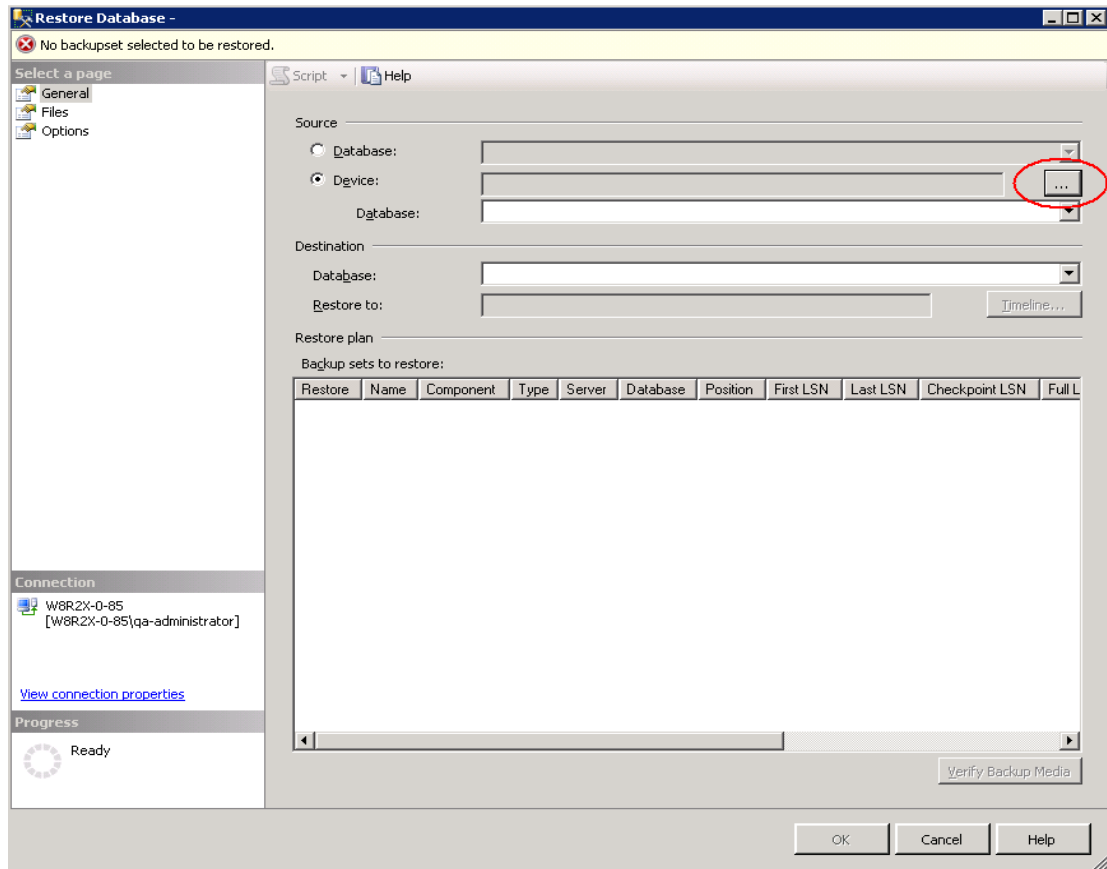 Restore Database -
No backupset selected to be restored.
Select a page
General
Files
Options
Script
Help
Source
Database:
Device:
...
Database:
Destination
Database:
Restore to:
Timeline...
Restore plan
Backup sets to restore:
Restore Name Component Type Server Database Position First LSN Last LSN Checkpoint LSN Full L
Connection
W8R2X-0-85
[W8R2X-0-85\qa-administrator]
View connection properties
Progress
Ready
Verify Backup Media
OK Cancel Help